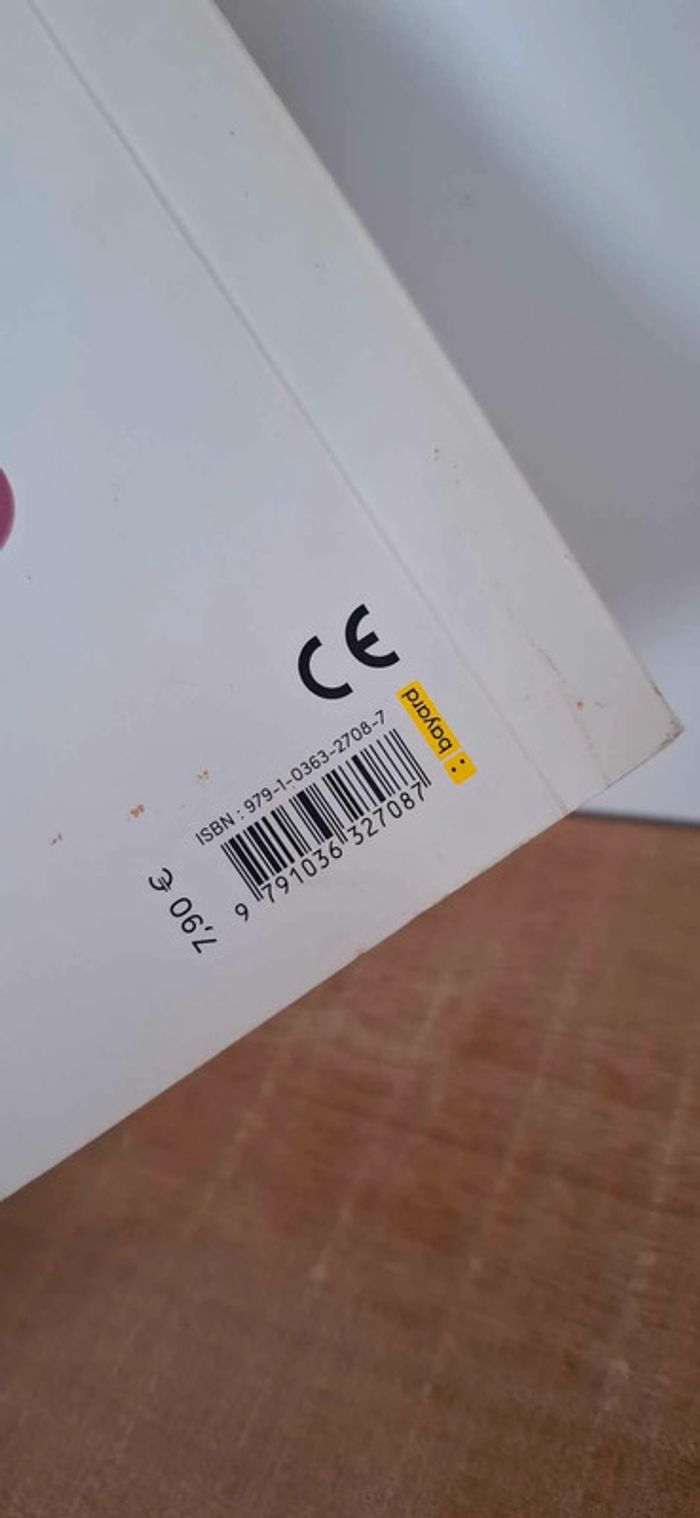 CE
bayard
ISBN : 979-1-0363-2708-7
9 791036 327087
7,90 €